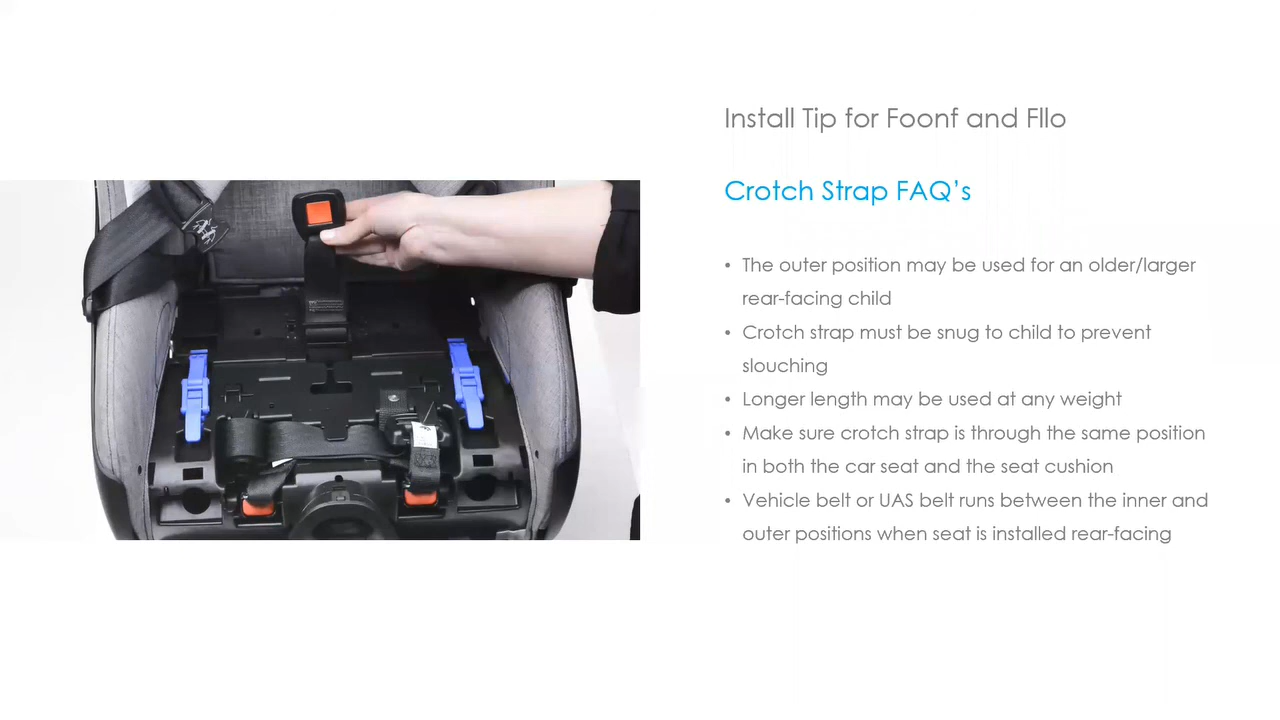 Install Tip for Foonf and Fllo
Crotch Strap FAQ's
• The outer position may be used for an older/larger
rear-facing child
• Crotch strap must be snug to child to prevent
slouching
• Longer length may be used at any weight
• Make sure crotch strap is through the same position
in both the car seat and the seat cushion
• Vehicle belt or UAS belt runs between the inner and
outer positions when seat is installed rear-facing